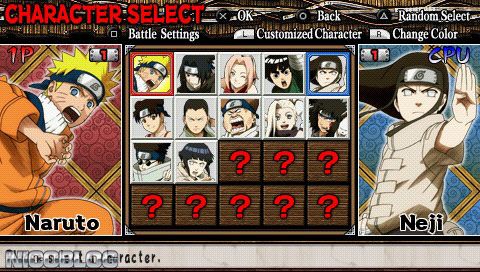 CHARACTER SELECT
OK Back Random Select
Battle Settings L Customized Character R Change Color
1P 1 1 CPU
? ? ?
? ? ? ? ?
Naruto Neji
character.
NICOBLOG